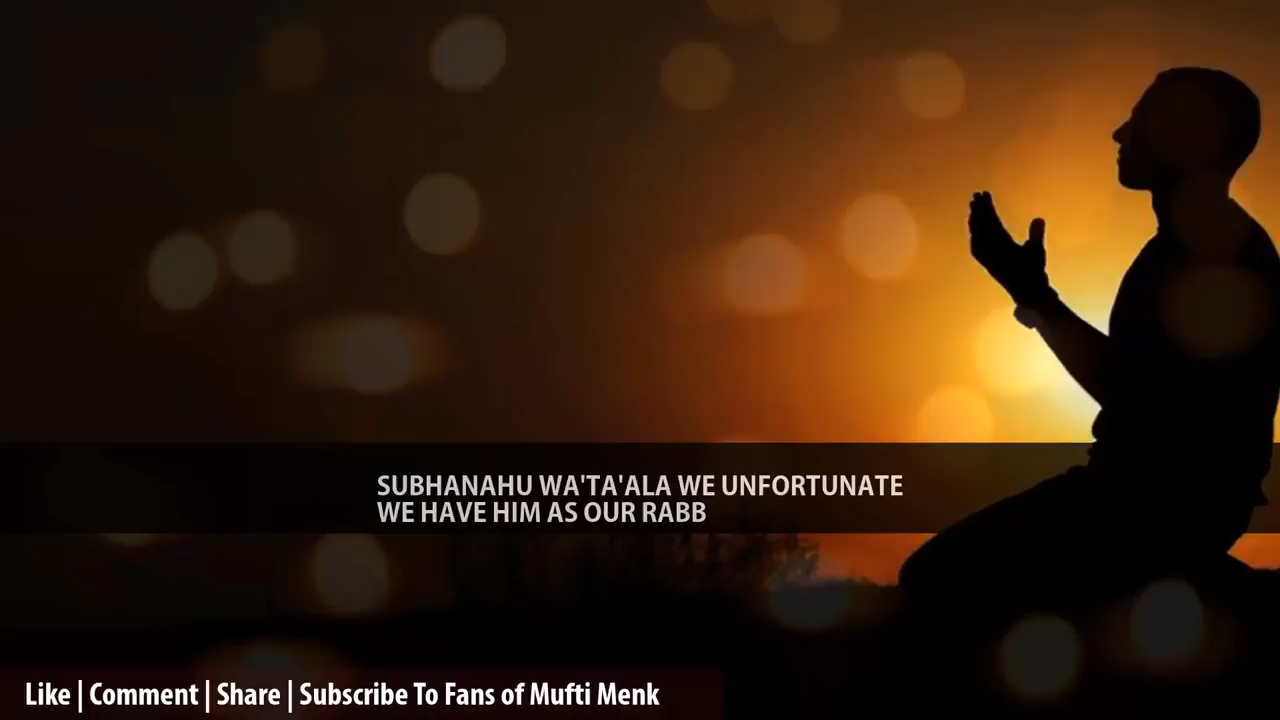 SUBHANAHU WA'TA'ALA WE UNFORTUNATE
WE HAVE HIM AS OUR RABB
Like | Comment | Share | Subscribe To Fans of Mufti Menk